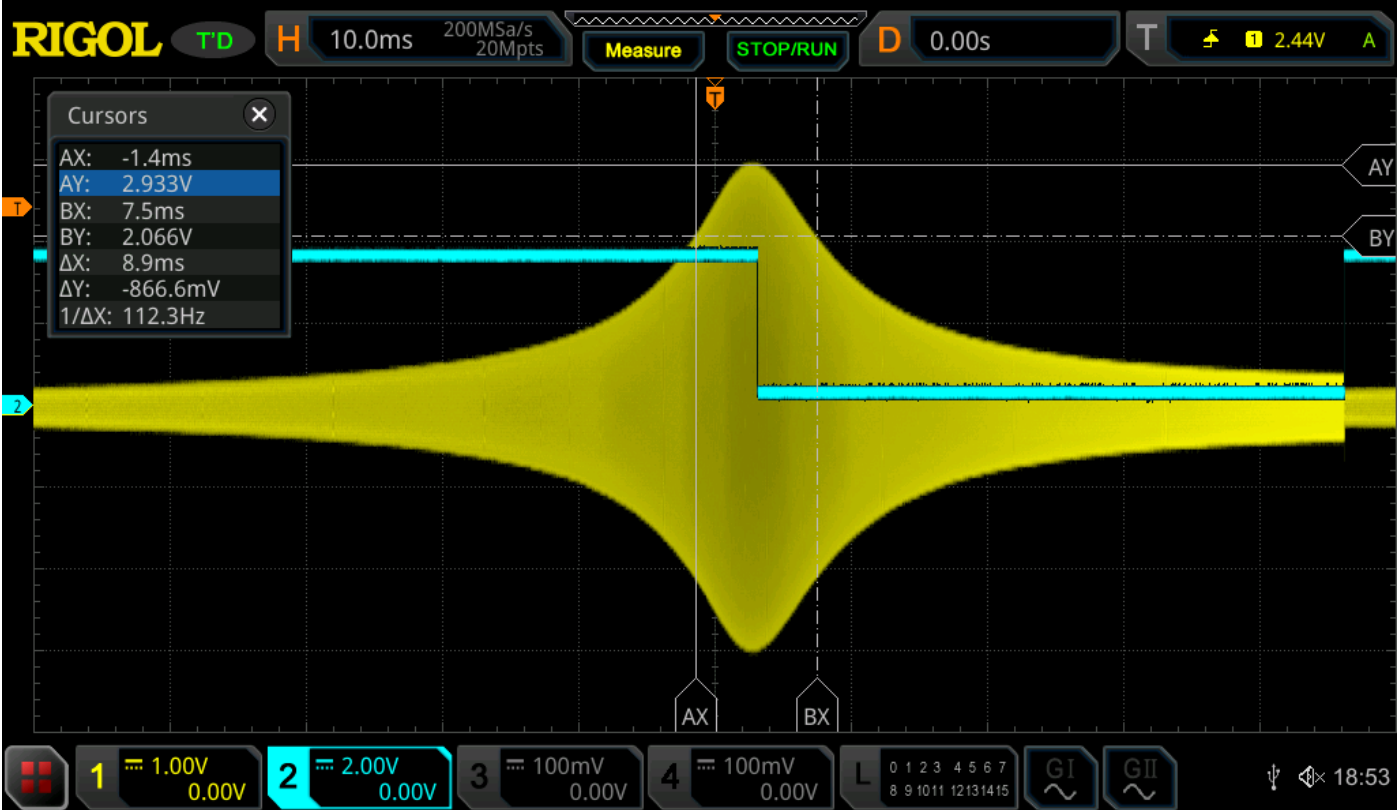 RIGOL T'D H 10.0ms 200MSa/s 20Mpts Measure STOP/RUN D 0.00s T 1 2.44V A
T
Cursors
AX: -1.4ms
AY: 2.933V
BX: 7.5ms
BY: 2.066V
ΔX: 8.9ms
ΔY: -866.6mV
1/ΔX: 112.3Hz
AY
T
BY
2
AX BX
1 1.00V 0.00V 2 2.00V 0.00V 3 100mV 0.00V 4 100mV 0.00V L 0 1 2 3 4 5 6 7 8 9 10 11 12 13 14 15 GI GII 18:53